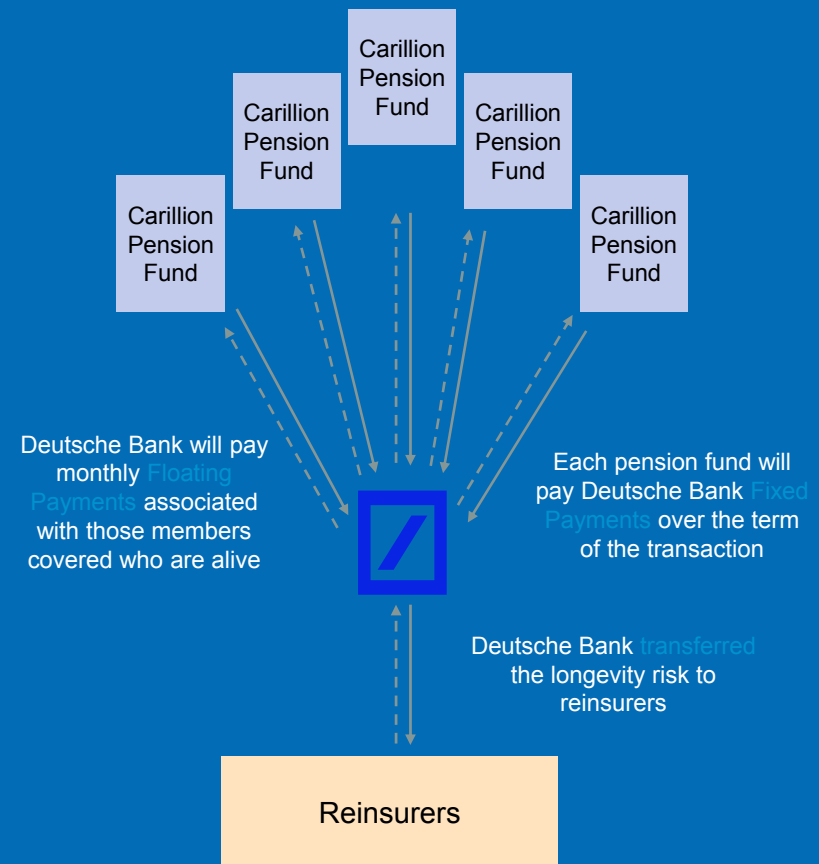 Carillion
Pension
Fund
Carillion
Pension
Fund
Carillion
Pension
Fund
Carillion
Pension
Fund
Carillion
Pension
Fund
Deutsche Bank will pay
monthly Floating
Payments associated
with those members
covered who are alive
Each pension fund will
pay Deutsche Bank Fixed
Payments over the term
of the transaction
Deutsche Bank transferred
the longevity risk to
reinsurers
Reinsurers